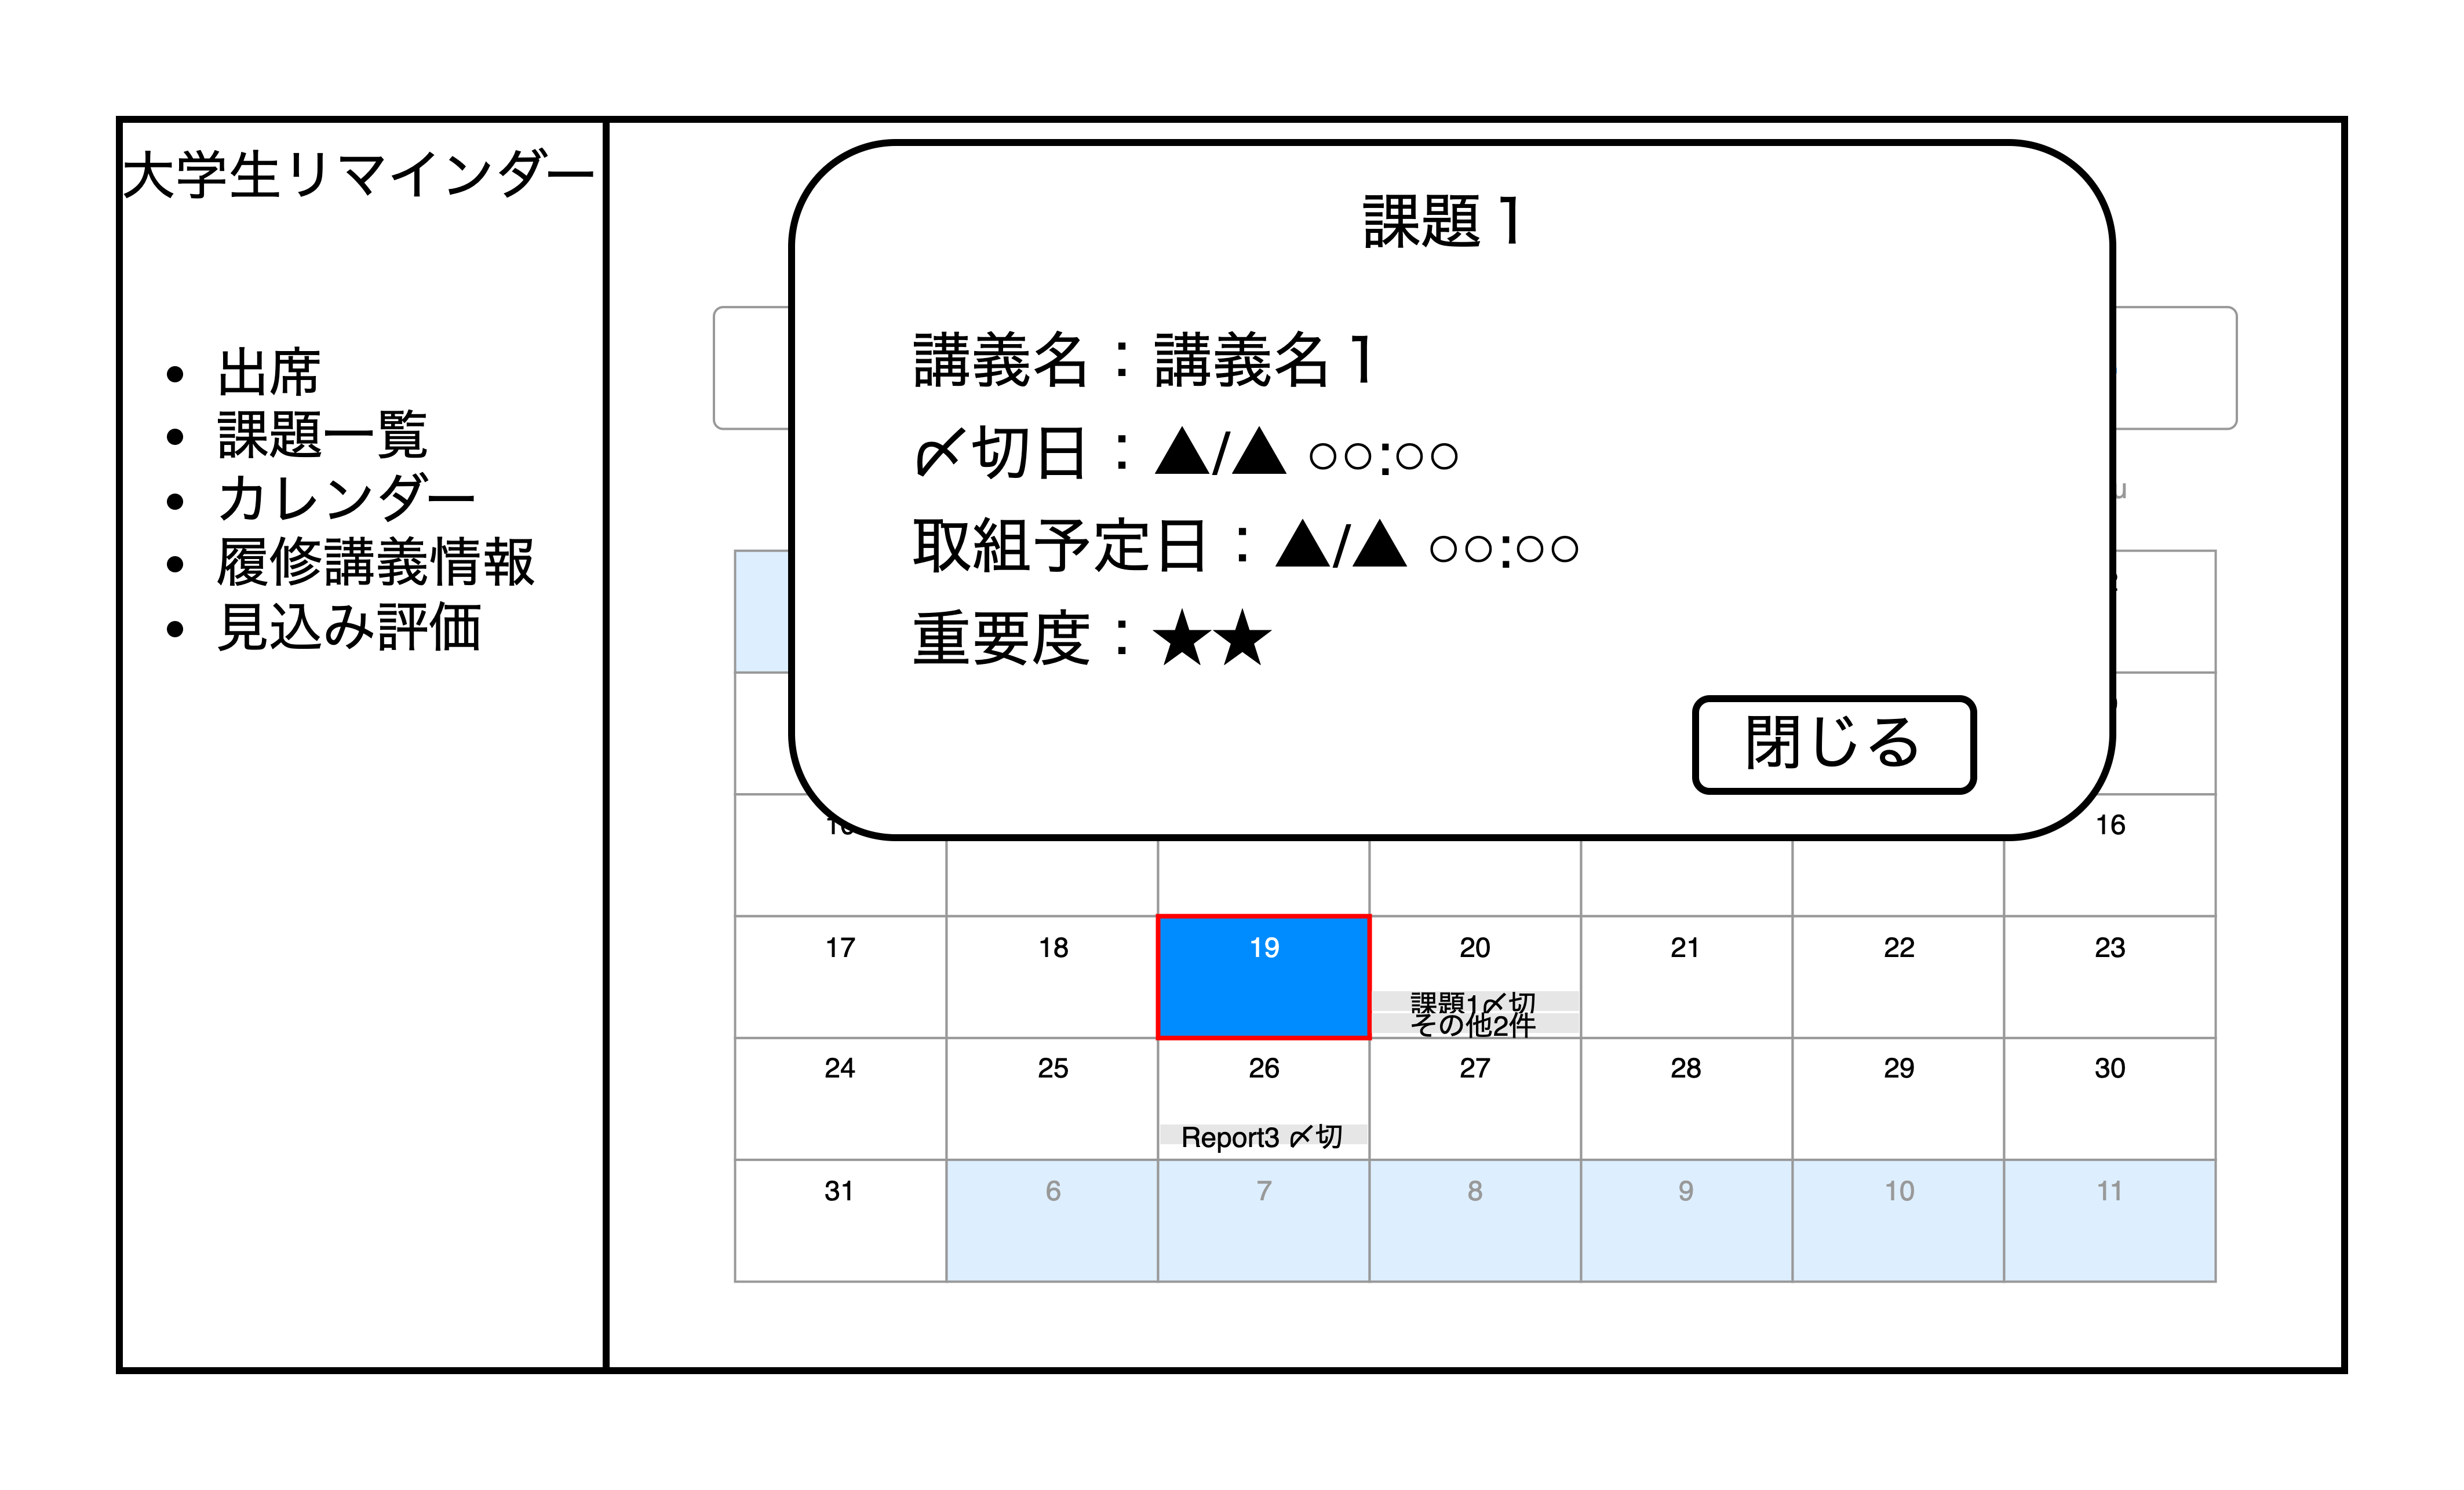 大学生リマインダー
• 出席
• 課題一覧
• カレンダー
• 履修講義情報
• 見込み評価
課題１
講義名：講義名１
〆切日：▲/▲ ○○:○○
取組予定日：▲/▲ ○○:○○
重要度：★★
閉じる
16
17 18 19 20 21 22 23
課題1〆切
その他2件
24 25 26 27 28 29 30
Report3 〆切
31 6 7 8 9 10 11